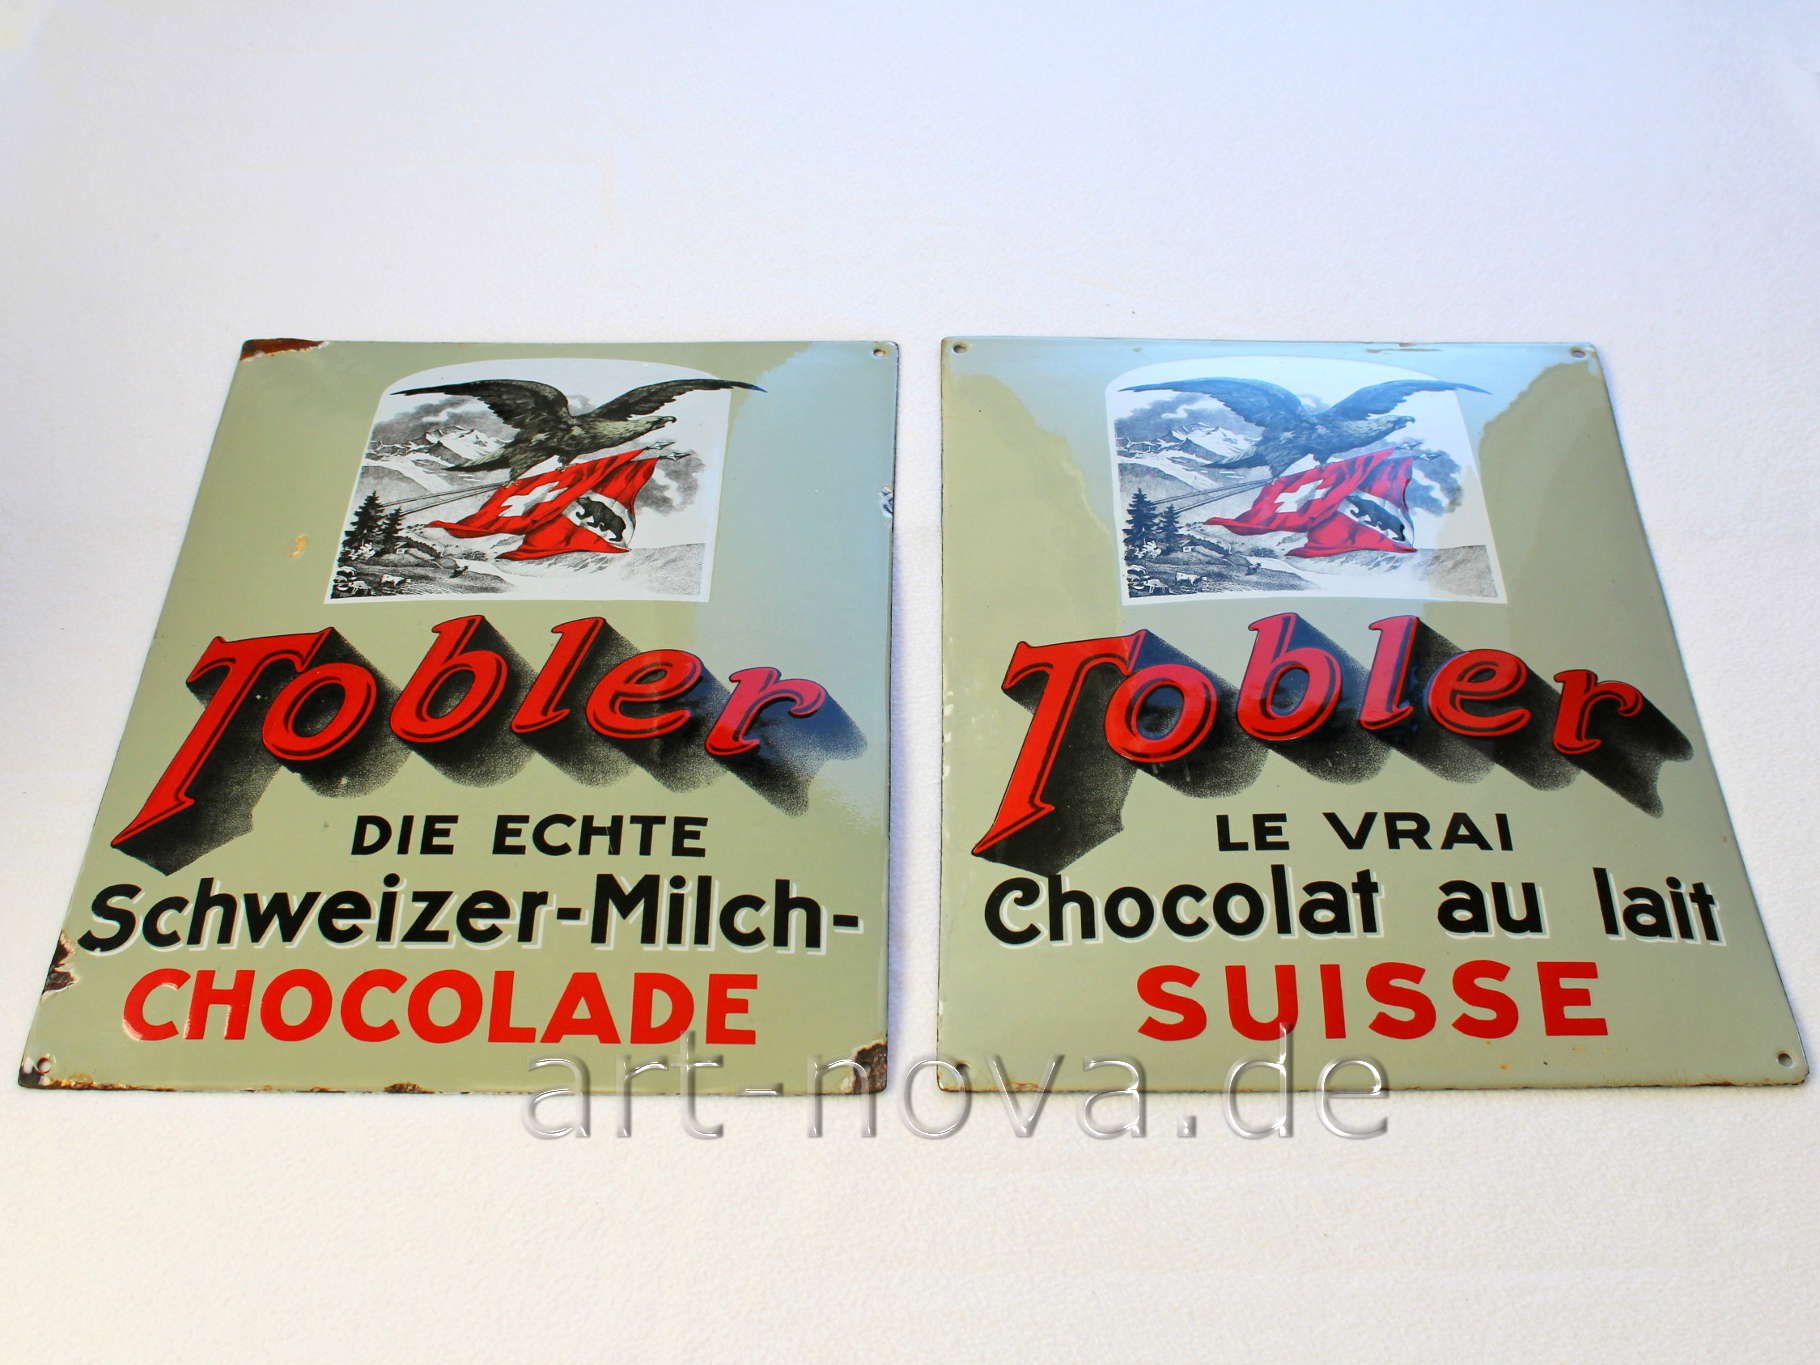 Tobler
DIE ECHTE
Schweizer-Milch-
CHOCOLADE
Tobler
LE VRAI
Chocolat au lait
SUISSE
art-nova.de